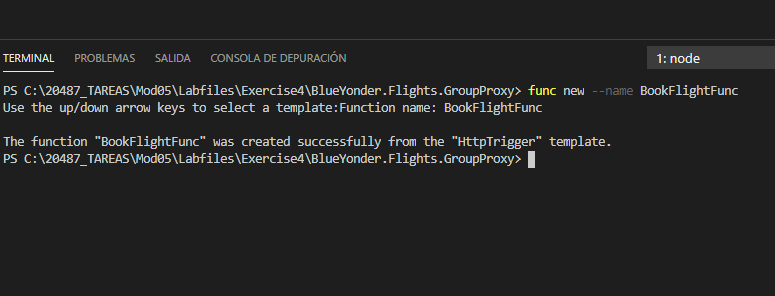 TERMINAL PROBLEMAS SALIDA CONSOLA DE DEPURACIÓN 1: node
PS C:\20487_TAREAS\Mod05\Labfiles\Exercise4\BlueYonder.Flights.GroupProxy> func new --name BookFlightFunc
Use the up/down arrow keys to select a template:Function name: BookFlightFunc
The function "BookFlightFunc" was created successfully from the "HttpTrigger" template.
PS C:\20487_TAREAS\Mod05\Labfiles\Exercise4\BlueYonder.Flights.GroupProxy>